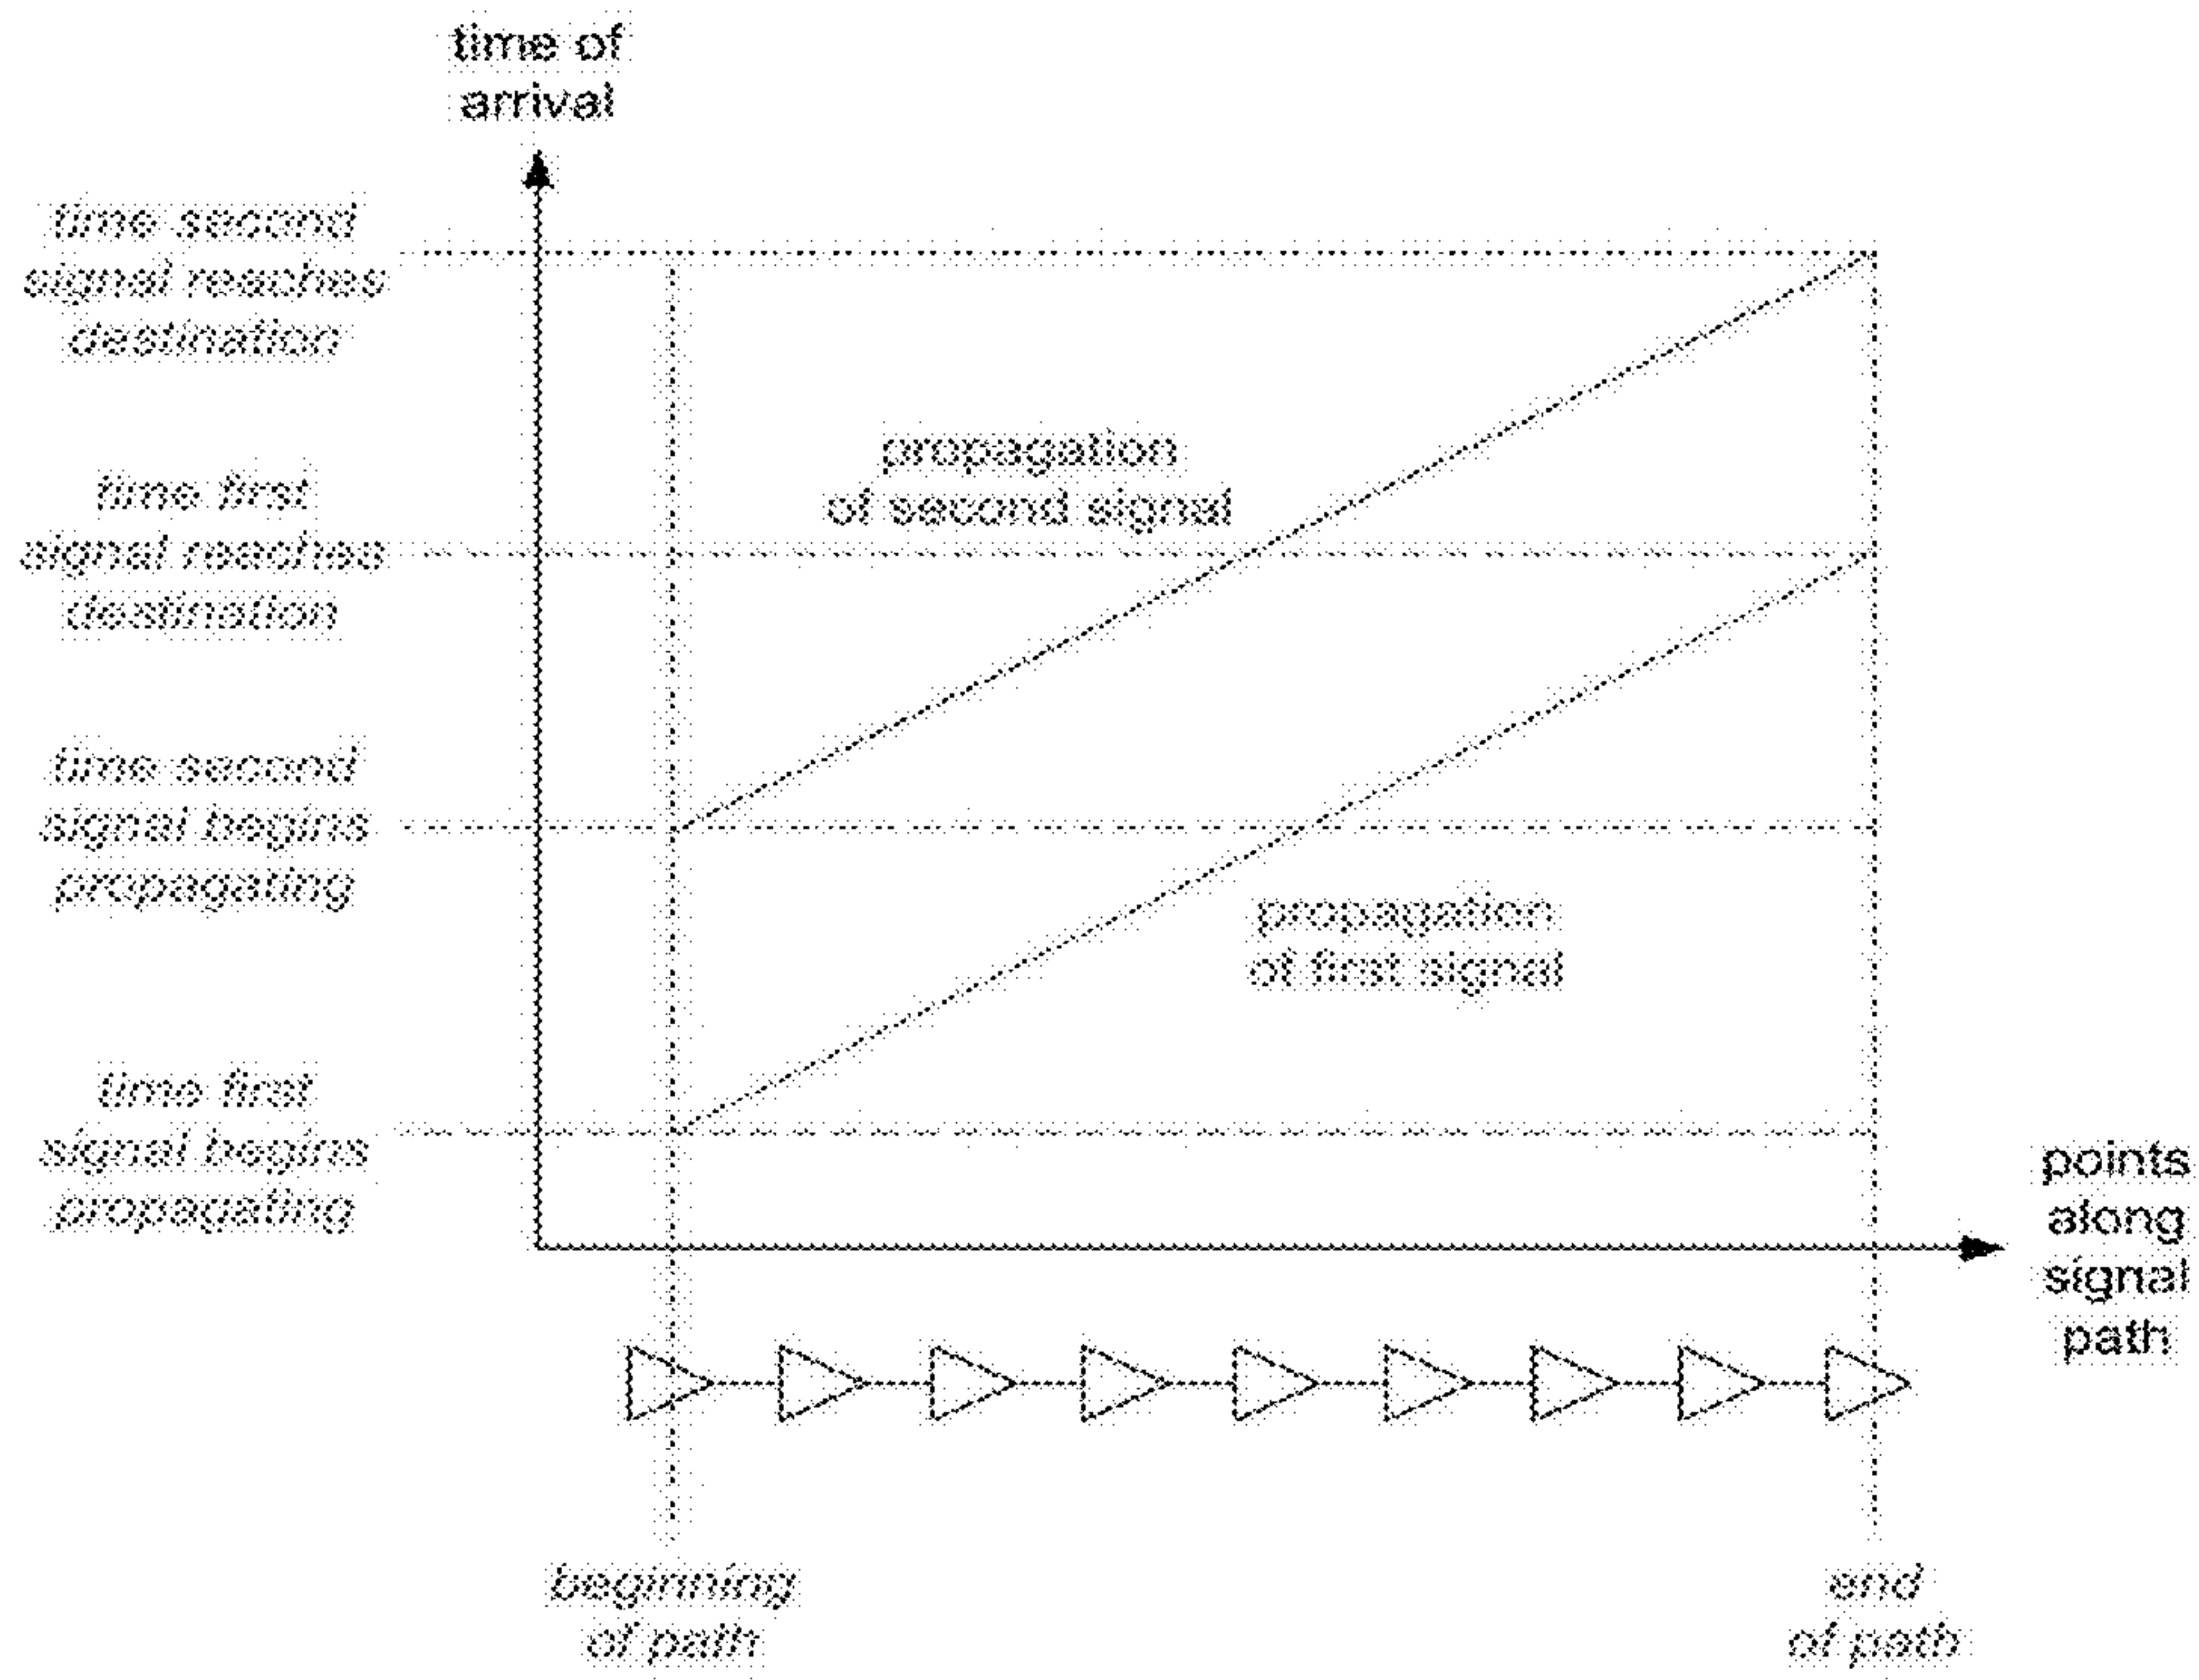 time of
arrival
time second
signal reaches
destination
propagation
of second signal
time first
signal reaches
destination
time second
signal begins
propagating
propagation
of first signal
time first
signal begins
propagating
points
along
signal
path
beginning
of path
end
of path